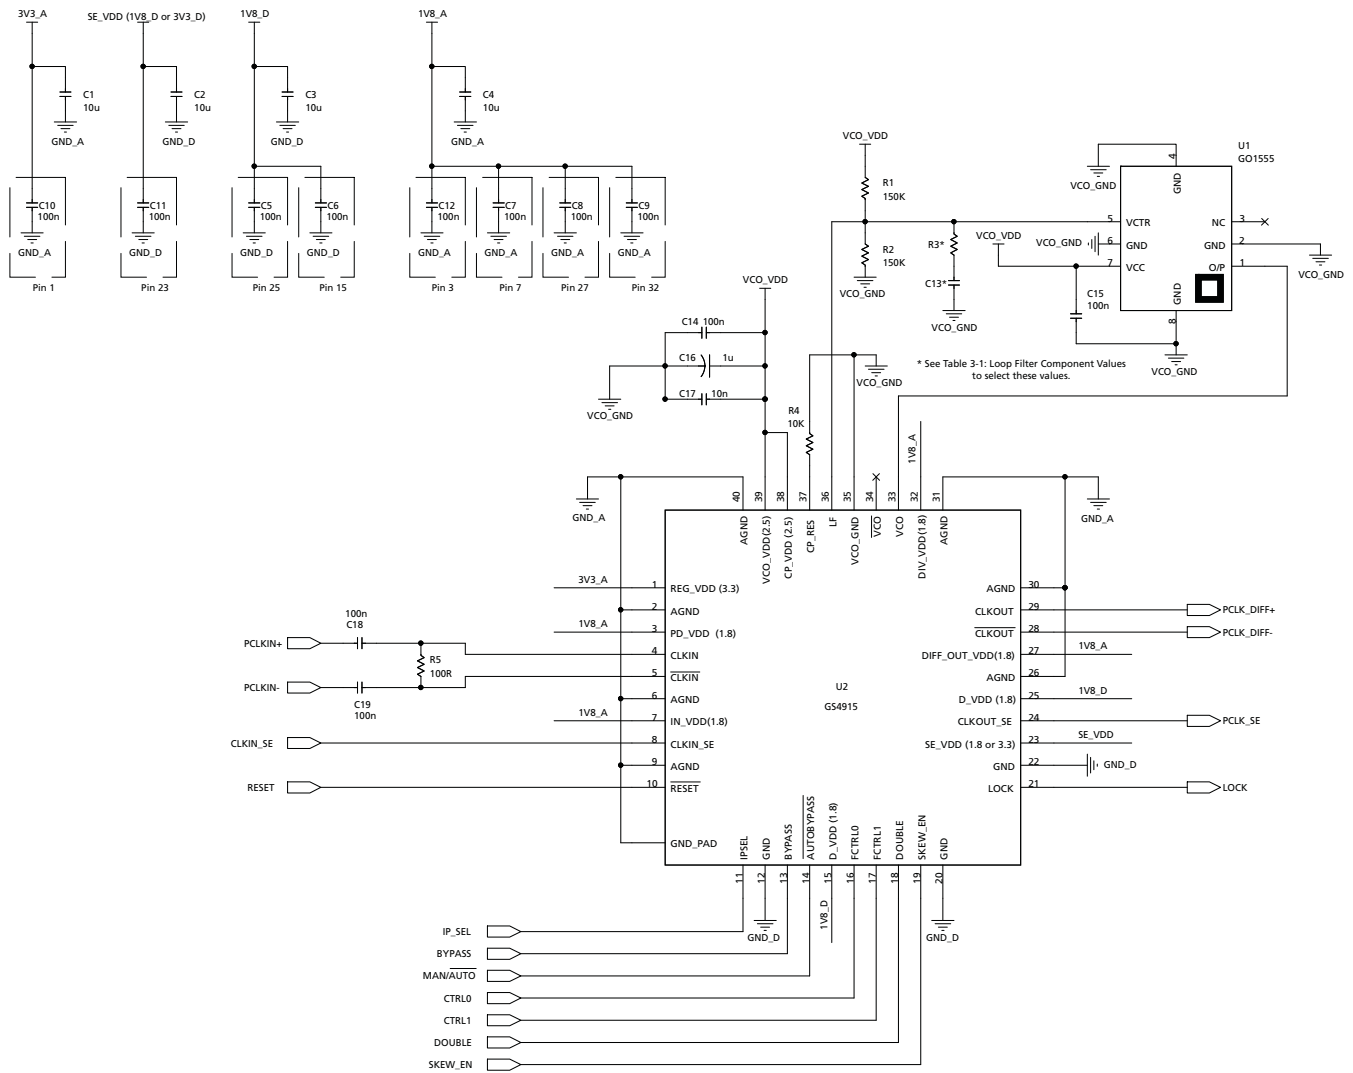 3V3_A
SE_VDD (1V8_D or 3V3_D)
1V8_D
1V8_A
C1
10u
GND_A
C2
10u
GND_D
C3
10u
GND_D
C4
10u
GND_A
C10
100n
GND_A
Pin 1
C11
100n
GND_D
Pin 23
C5
100n
GND_D
Pin 25
C6
100n
GND_D
Pin 15
C12
100n
GND_A
Pin 3
C7
100n
GND_A
Pin 7
C8
100n
GND_A
Pin 27
C9
100n
GND_A
Pin 32
VCO_VDD
R1
150K
R2
150K
VCO_GND
R3*
C13*
VCO_GND
VCO_VDD
VCO_GND
VCO_GND
C15
100n
U1
GO1555
4
GND
5
VCTR
6
GND
7
VCC
NC
3
GND
2
O/P
1
GND
8
VCO_GND
VCO_GND
* See Table 3-1: Loop Filter Component Values
to select these values.
VCO_VDD
C14 100n
C16 1u
C17 10n
VCO_GND
R4
10K
VCO_GND
1V8_A
GND_A
GND_A
40
39
38
37
36
35
34
33
32
31
AGND
VCO_VDD(2.5)
CP_VDD (2.5)
CP_RES
LF
VCO_GND
VCO
VCO
DIV_VDD(1.8)
AGND
3V3_A
1
REG_VDD (3.3)
2
AGND
1V8_A
3
PD_VDD (1.8)
4
CLKIN
5
CLKIN
6
AGND
1V8_A
7
IN_VDD(1.8)
8
CLKIN_SE
9
AGND
10
RESET
GND_PAD
100n
C18
PCLKIN+
R5
100R
PCLKIN-
C19
100n
CLKIN_SE
RESET
U2
GS4915
AGND
30
CLKOUT
29
PCLK_DIFF+
CLKOUT
28
PCLK_DIFF-
DIFF_OUT_VDD(1.8)
27
1V8_A
AGND
26
D_VDD (1.8)
25
1V8_D
CLKOUT_SE
24
PCLK_SE
SE_VDD (1.8 or 3.3)
23
SE_VDD
GND
22
GND_D
LOCK
21
LOCK
IPSEL
GND
BYPASS
AUTOBYPASS
D_VDD (1.8)
FCTRL0
FCTRL1
DOUBLE
SKEW_EN
GND
11
12
13
14
15
16
17
18
19
20
GND_D
1V8_D
GND_D
IP_SEL
BYPASS
MAN/AUTO
CTRL0
CTRL1
DOUBLE
SKEW_EN